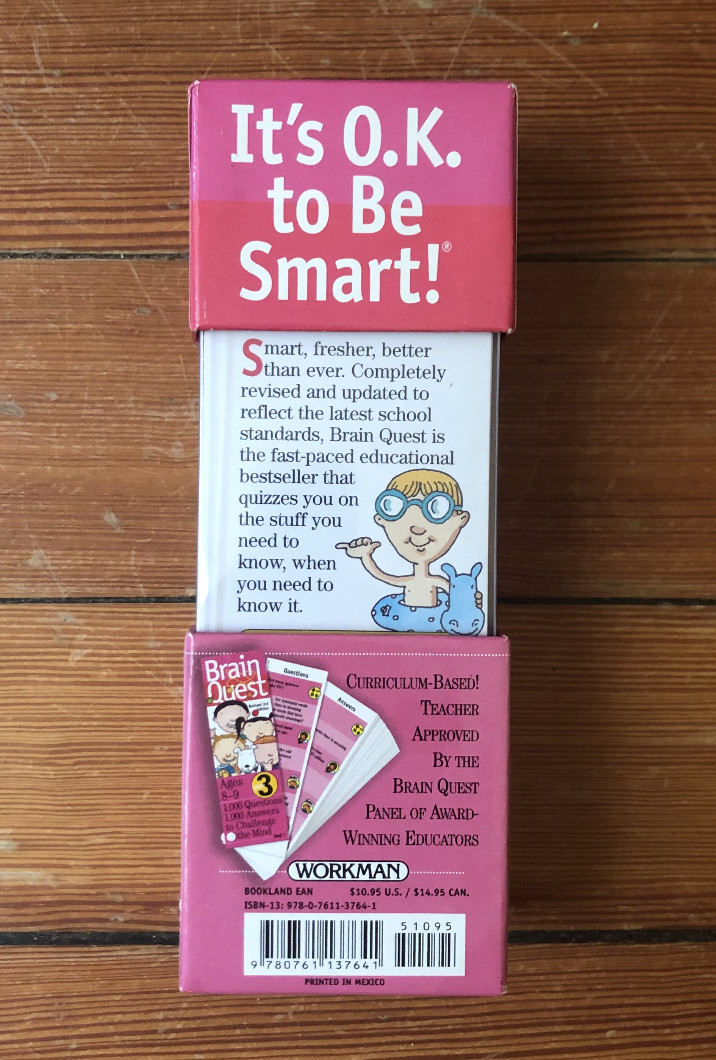 It's O.K.
to Be
Smart!®
Smart, fresher, better
than ever. Completely
revised and updated to
reflect the latest school
standards, Brain Quest is
the fast-paced educational
bestseller that
quizzes you on
the stuff you
need to
know, when
you need to
know it.
Brain
Quest
Ages
8–9
3
1,000 Questions
1,000 Answers
to Challenge
the Mind
Questions
Answers
CURRICULUM-BASED!
TEACHER
APPROVED
BY THE
BRAIN QUEST
PANEL OF AWARD-
WINNING EDUCATORS
WORKMAN
BOOKLAND EAN $10.95 U.S. / $14.95 CAN.
ISBN-13: 978-0-7611-3764-1
51095
9 780761 137641
PRINTED IN MEXICO